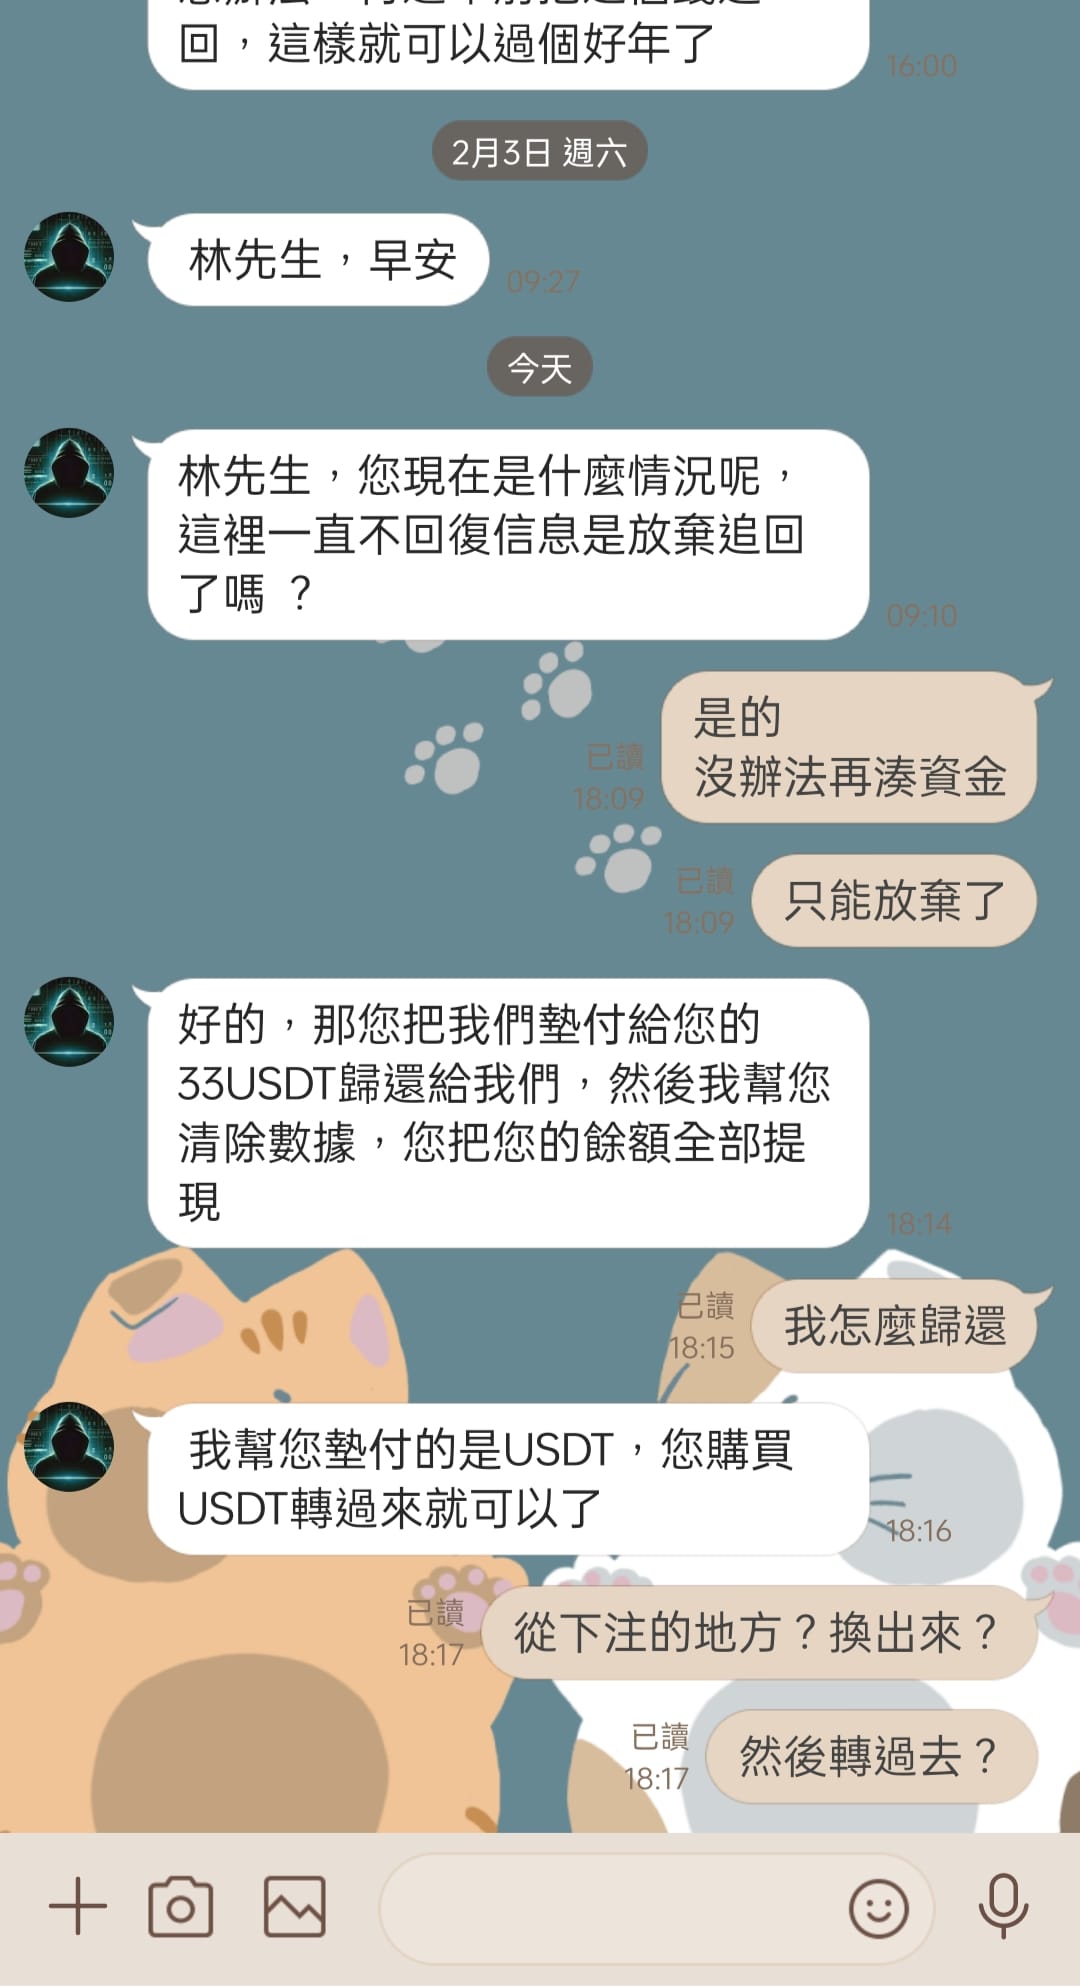 回，這樣就可以過個好年了
16:00
2月3日 週六
林先生，早安
09:27
今天
林先生，您現在是什麼情況呢，
這裡一直不回復信息是放棄追回
了嗎 ？
09:10
是的
沒辦法再湊資金
已讀
18:09
只能放棄了
已讀
18:09
好的，那您把我們墊付給您的
33USDT歸還給我們，然後我幫您
清除數據，您把您的餘額全部提
現
18:14
我怎麼歸還
已讀
18:15
我幫您墊付的是USDT，您購買
USDT轉過來就可以了
18:16
從下注的地方？換出來？
已讀
18:17
然後轉過去？
已讀
18:17